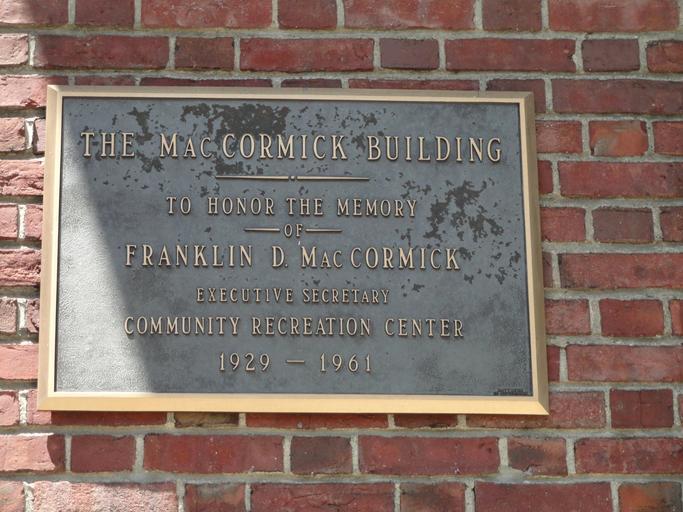 THE MACCORMICK BUILDING
TO HONOR THE MEMORY
OF
FRANKLIN D. MACCORMICK
EXECUTIVE SECRETARY
COMMUNITY RECREATION CENTER
1929 — 1961